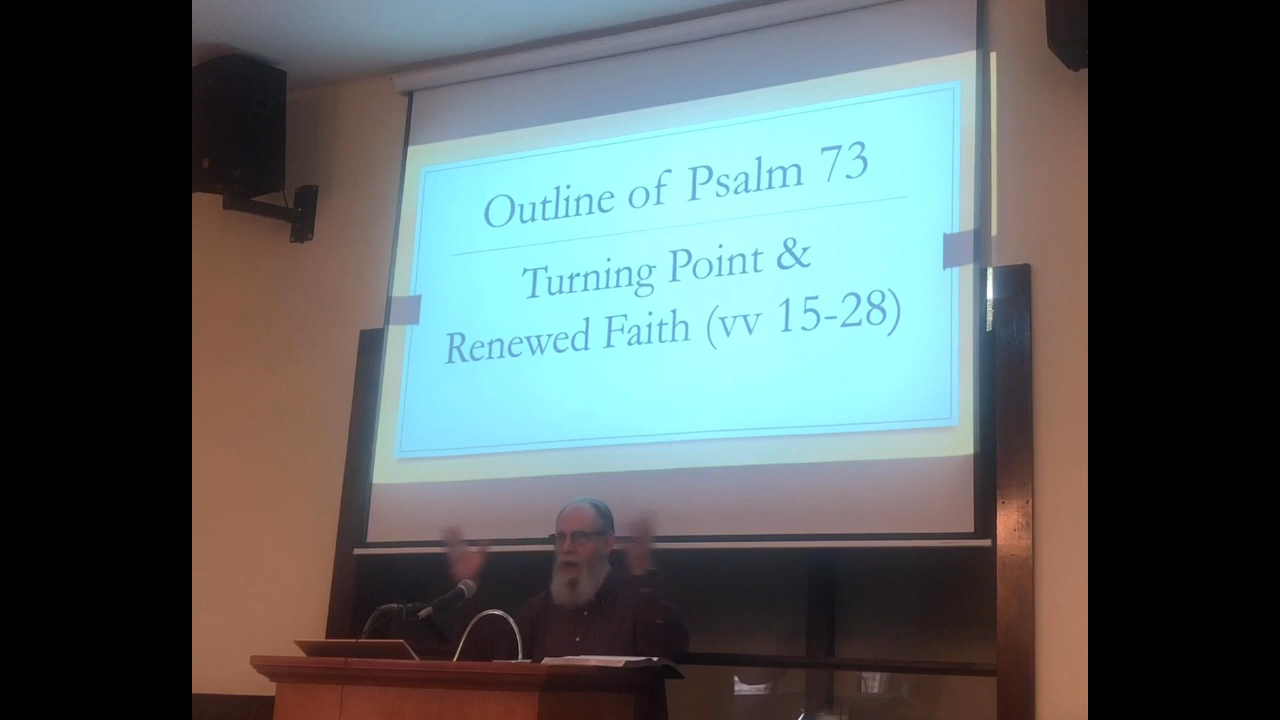 Outline of Psalm 73
Turning Point &
Renewed Faith (vv 15-28)